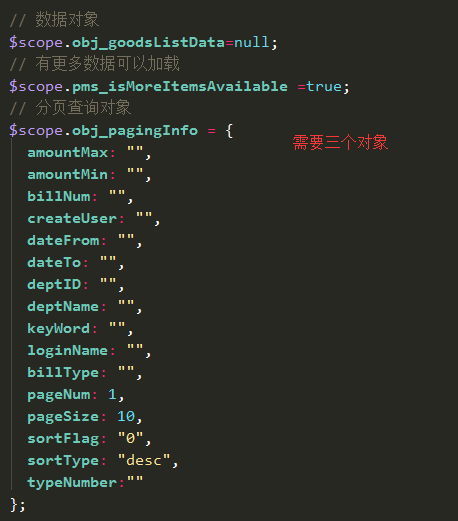 // 数据对象
$scope.obj_goodsListData=null;
// 有更多数据可以加载
$scope.pms_isMoreItemsAvailable =true;
// 分页查询对象
$scope.obj_pagingInfo = {
需要三个对象
amountMax: "",
amountMin: "",
billNum: "",
createUser: "",
dateFrom: "",
dateTo: "",
deptID: "",
deptName: "",
keyWord: "",
loginName: "",
billType: "",
pageNum: 1,
pageSize: 10,
sortFlag: "0",
sortType: "desc",
typeNumber:""
};